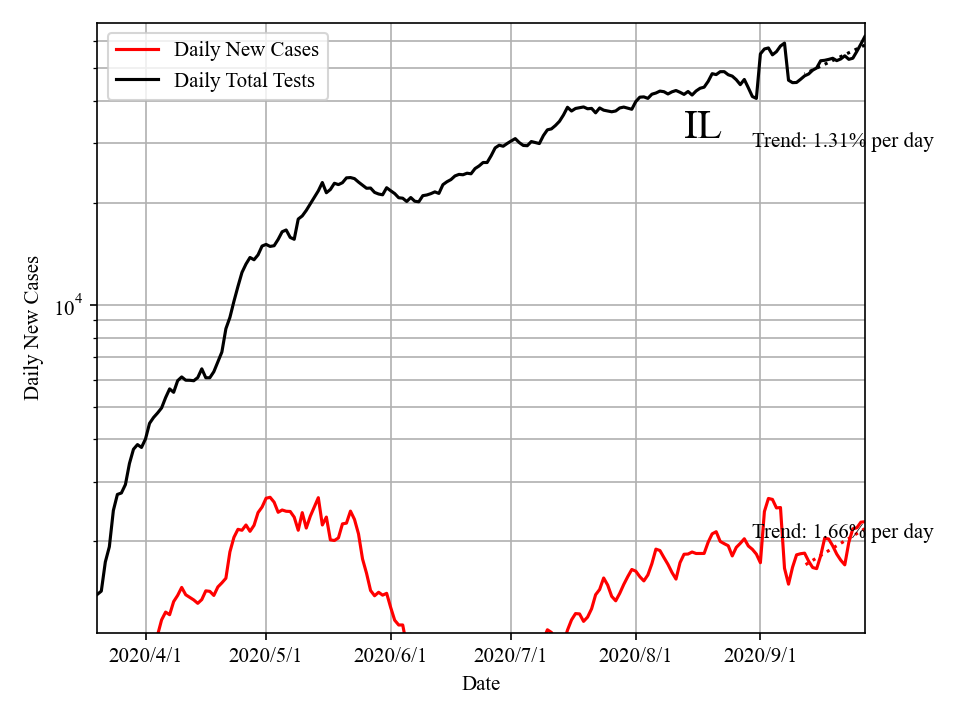 Daily New Cases
Daily Total Tests
IL
Trend: 1.31% per day
Trend: 1.66% per day
10^4
Daily New Cases
2020/4/1 2020/5/1 2020/6/1 2020/7/1 2020/8/1 2020/9/1
Date